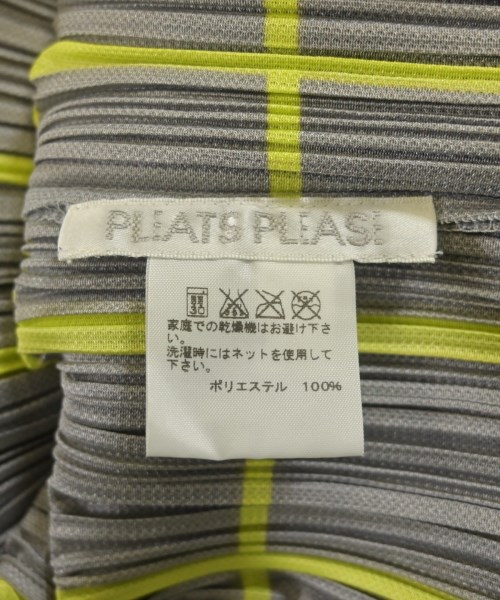 PLEATS PLEASE
弱 30
家庭での乾燥機はお避け下さ
い。
洗濯時にはネットを使用して
下さい。
ポリエステル 100%